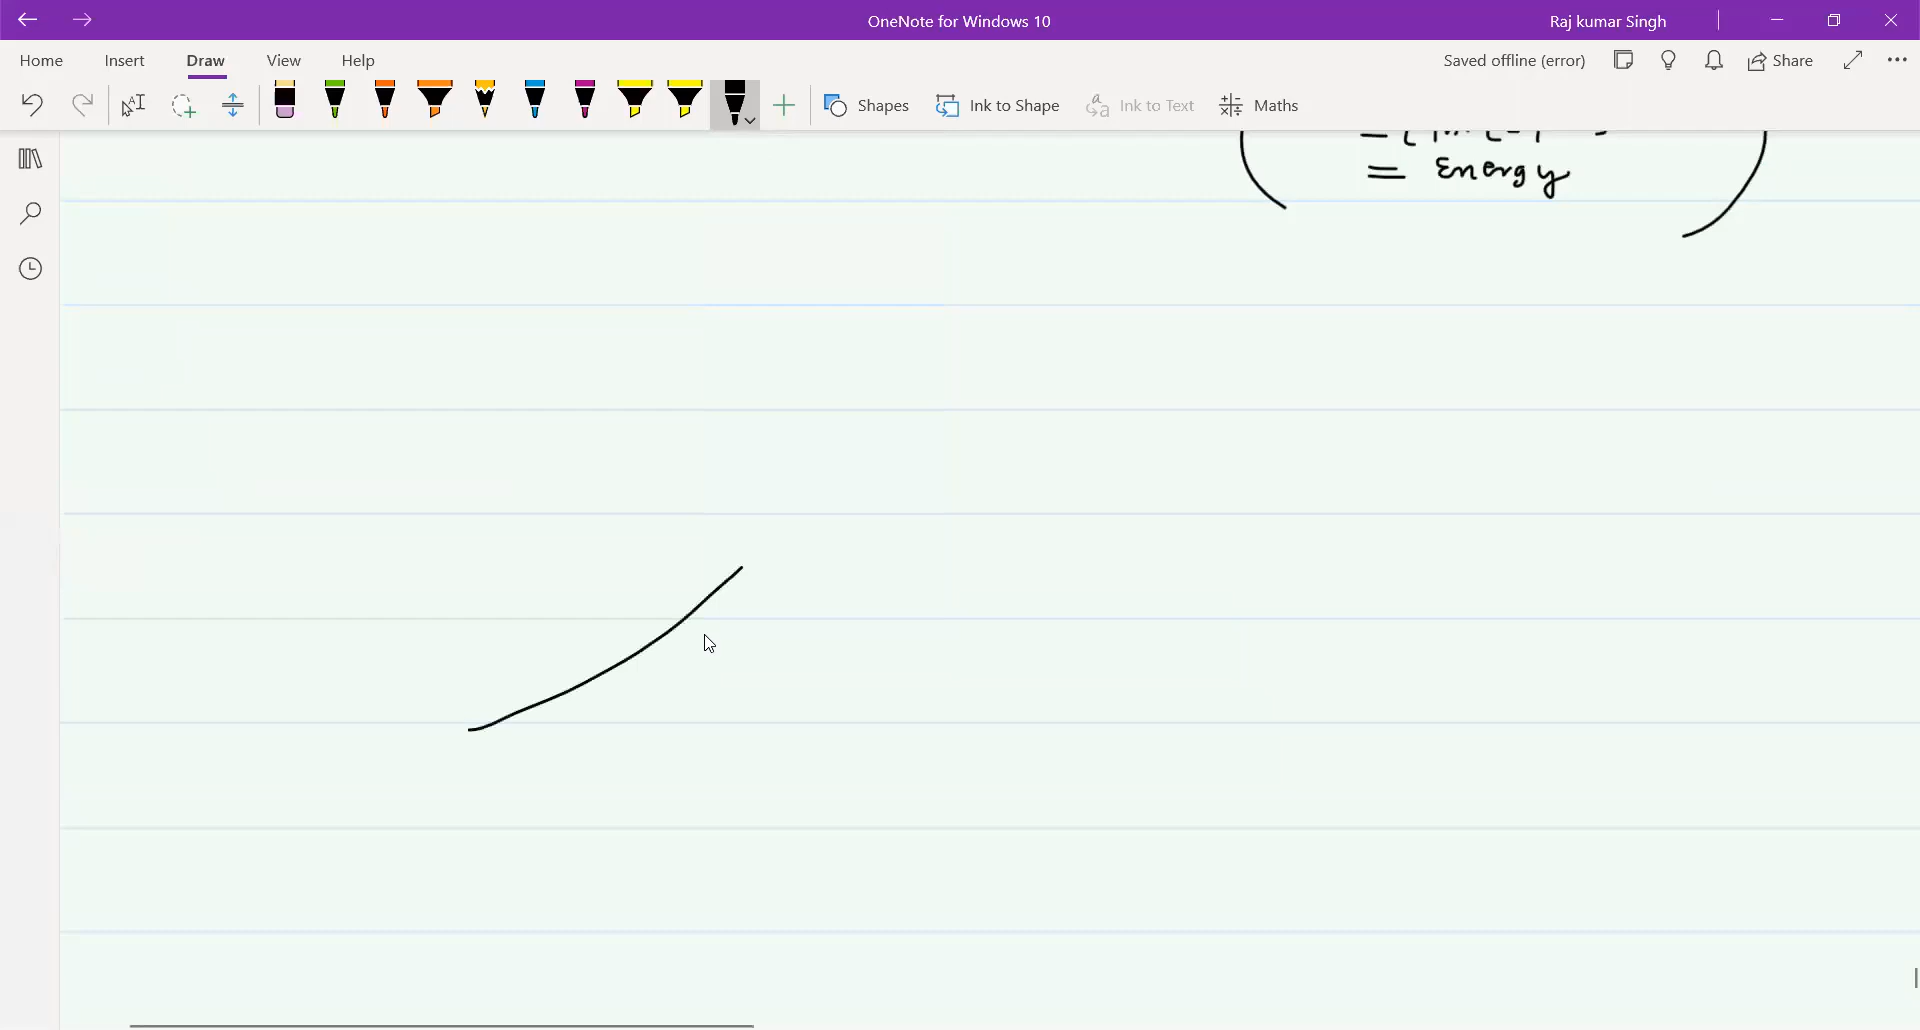 OneNote for Windows 10
Raj kumar Singh
Home Insert Draw View Help
Saved offline (error)
Share
Shapes
Ink to Shape
Ink to Text
Maths
= Energy